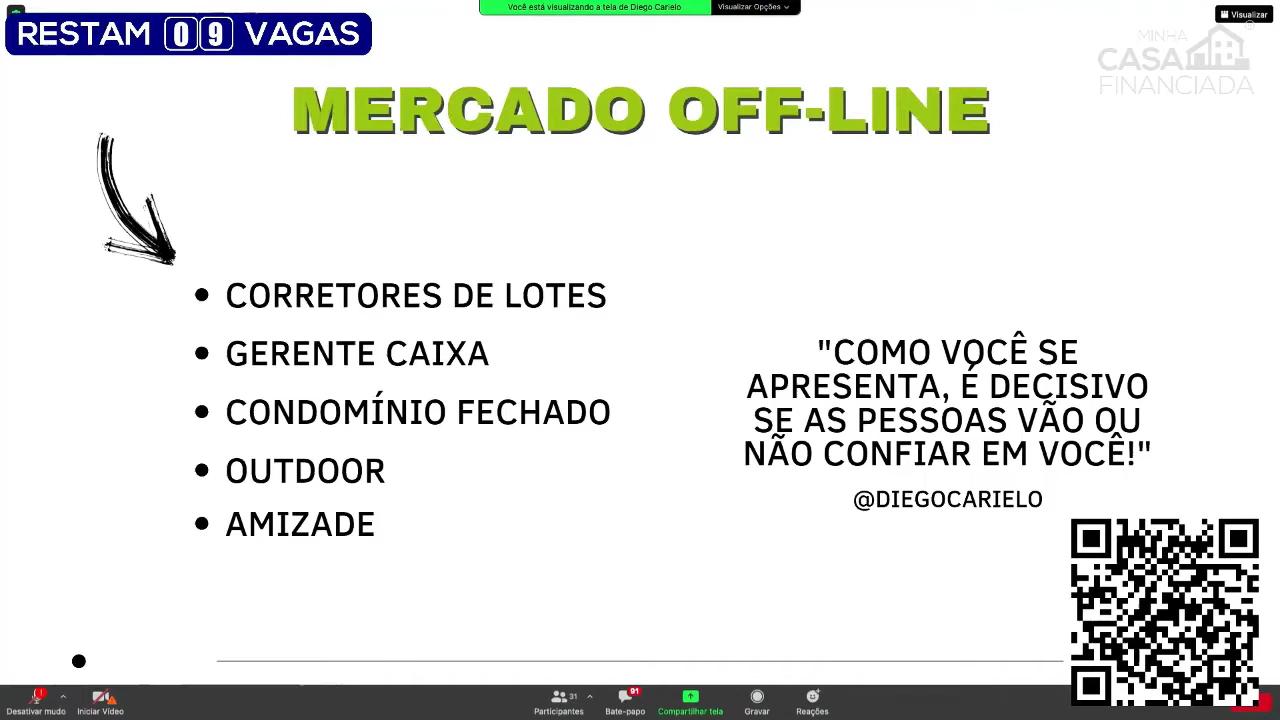 Você está visualizando a tela de Diego Carielo
Visualizar Opções
Visualizar
RESTAM 09 VAGAS
MINHA
CASA
FINANCIADA
MERCADO OFF-LINE
CORRETORES DE LOTES
GERENTE CAIXA
CONDOMÍNIO FECHADO
OUTDOOR
AMIZADE
"COMO VOCÊ SE
APRESENTA, É DECISIVO
SE AS PESSOAS VÃO OU
NÃO CONFIAR EM VOCÊ!"
@DIEGOCARIELO
Desativar mudo
Iniciar Vídeo
31
Participantes
91
Bate-papo
Compartilhar tela
Gravar
Reações